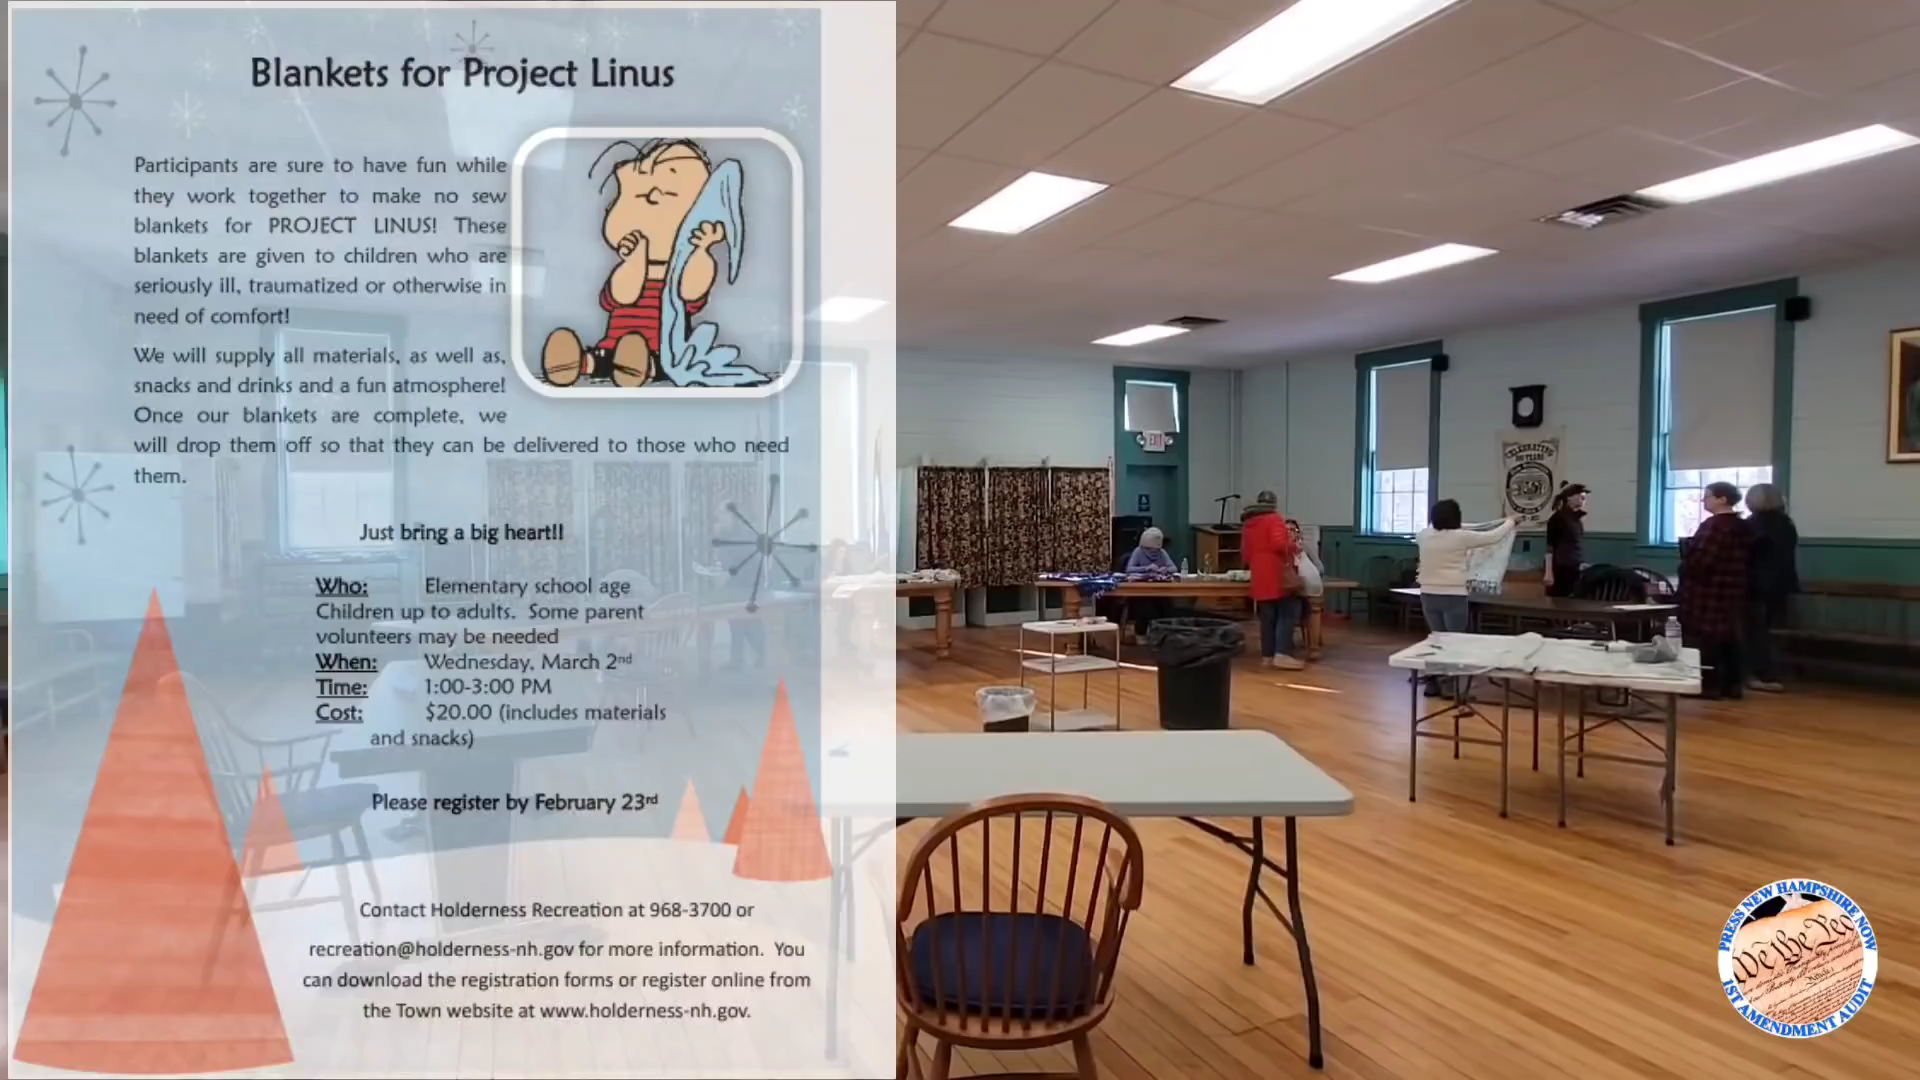 Blankets for Project Linus
Participants are sure to have fun while
they work together to make no sew
blankets for PROJECT LINUS! These
blankets are given to children who are
seriously ill, traumatized or otherwise in
need of comfort!
We will supply all materials, as well as,
snacks and drinks and a fun atmosphere!
Once our blankets are complete, we
will drop them off so that they can be delivered to those who need
them.
Just bring a big heart!!
Who: Elementary school age
Children up to adults. Some parent
volunteers may be needed
When: Wednesday, March 2nd
Time: 1:00-3:00 PM
Cost: $20.00 (includes materials
and snacks)
Please register by February 23rd
Contact Holderness Recreation at 968-3700 or
recreation@holderness-nh.gov for more information. You
can download the registration forms or register online from
the Town website at www.holderness-nh.gov.
EXIT
CELEBRATING
PRESS NEW HAMPSHIRE NOW
We the Peo
1ST AMENDMENT AUDIT